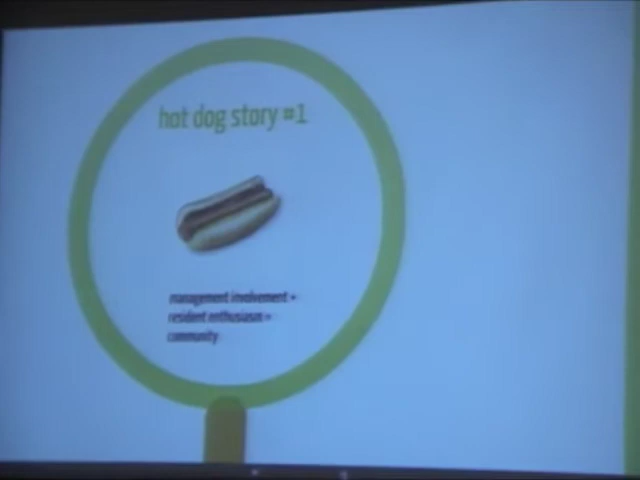 hot dog story #1
management involvement +
resident enthusiasm =
community